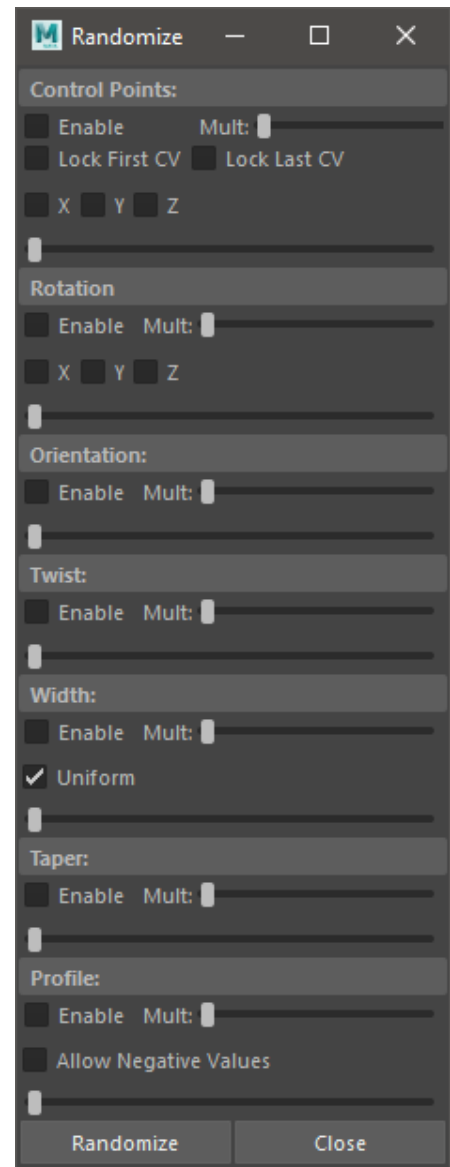 Randomize
Control Points:
Enable Mult:
Lock First CV Lock Last CV
X Y Z
Rotation
Enable Mult:
X Y Z
Orientation:
Enable Mult:
Twist:
Enable Mult:
Width:
Enable Mult:
Uniform
Taper:
Enable Mult:
Profile:
Enable Mult:
Allow Negative Values
Randomize Close